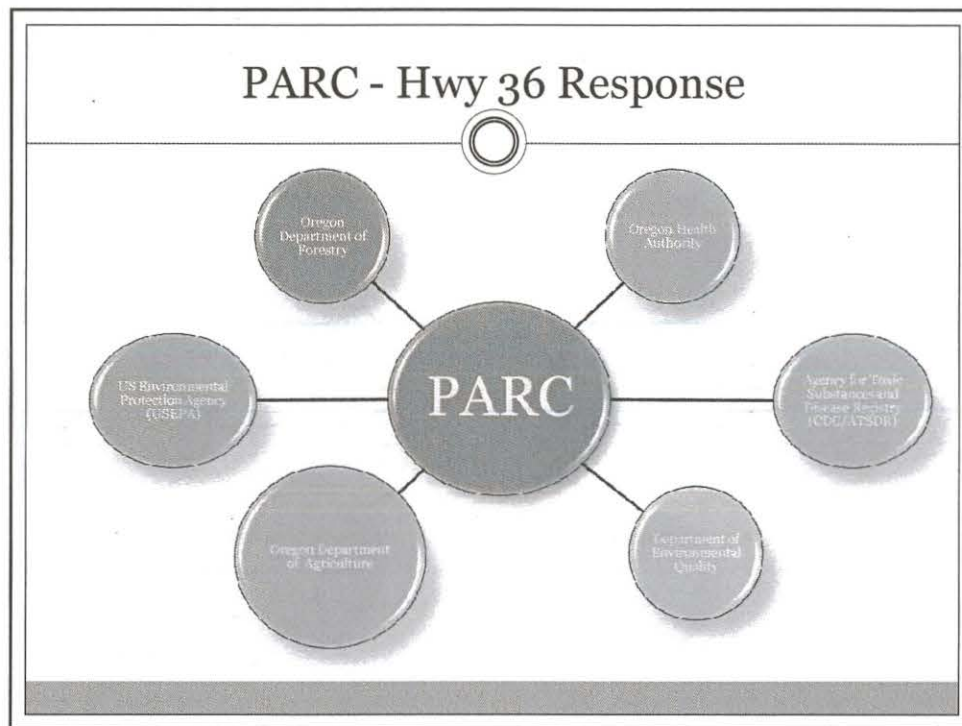 PARC - Hwy 36 Response
Oregon
Department of
Forestry
Oregon Health
Authority
US Environmental
Protection Agency
(USEPA)
PARC
Agency for Toxic
Substances and
Disease Registry
(CDC/ATSDR)
Oregon Department
of Agriculture
Department of
Environmental
Quality